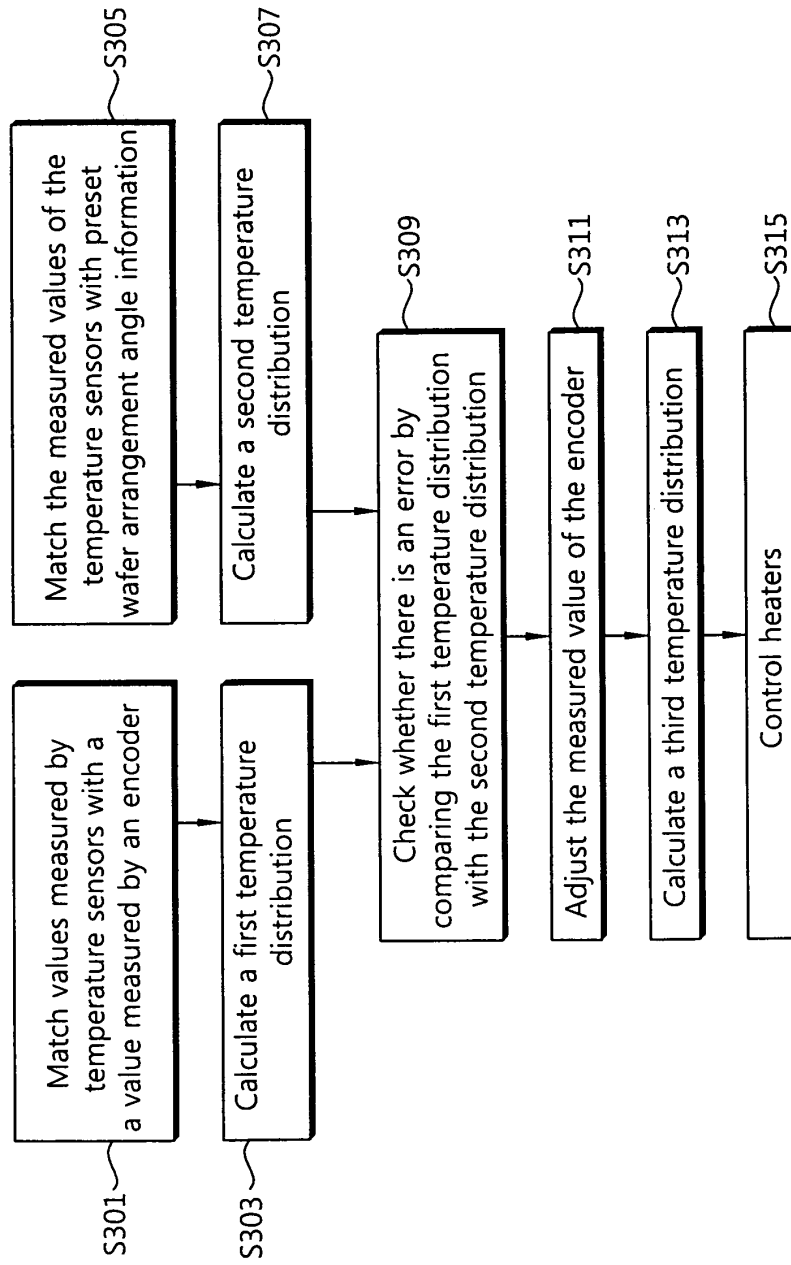 S301
Match values measured by
temperature sensors with a
a value measured by an encoder
S303
Calculate a first temperature
distribution
S305
Match the measured values of the
temperature sensors with preset
wafer arrangement angle information
S307
Calculate a second temperature
distribution
S309
Check whether there is an error by
comparing the first temperature distribution
with the second temperature distribution
S311
Adjust the measured value of the encoder
S313
Calculate a third temperature distribution
S315
Control heaters